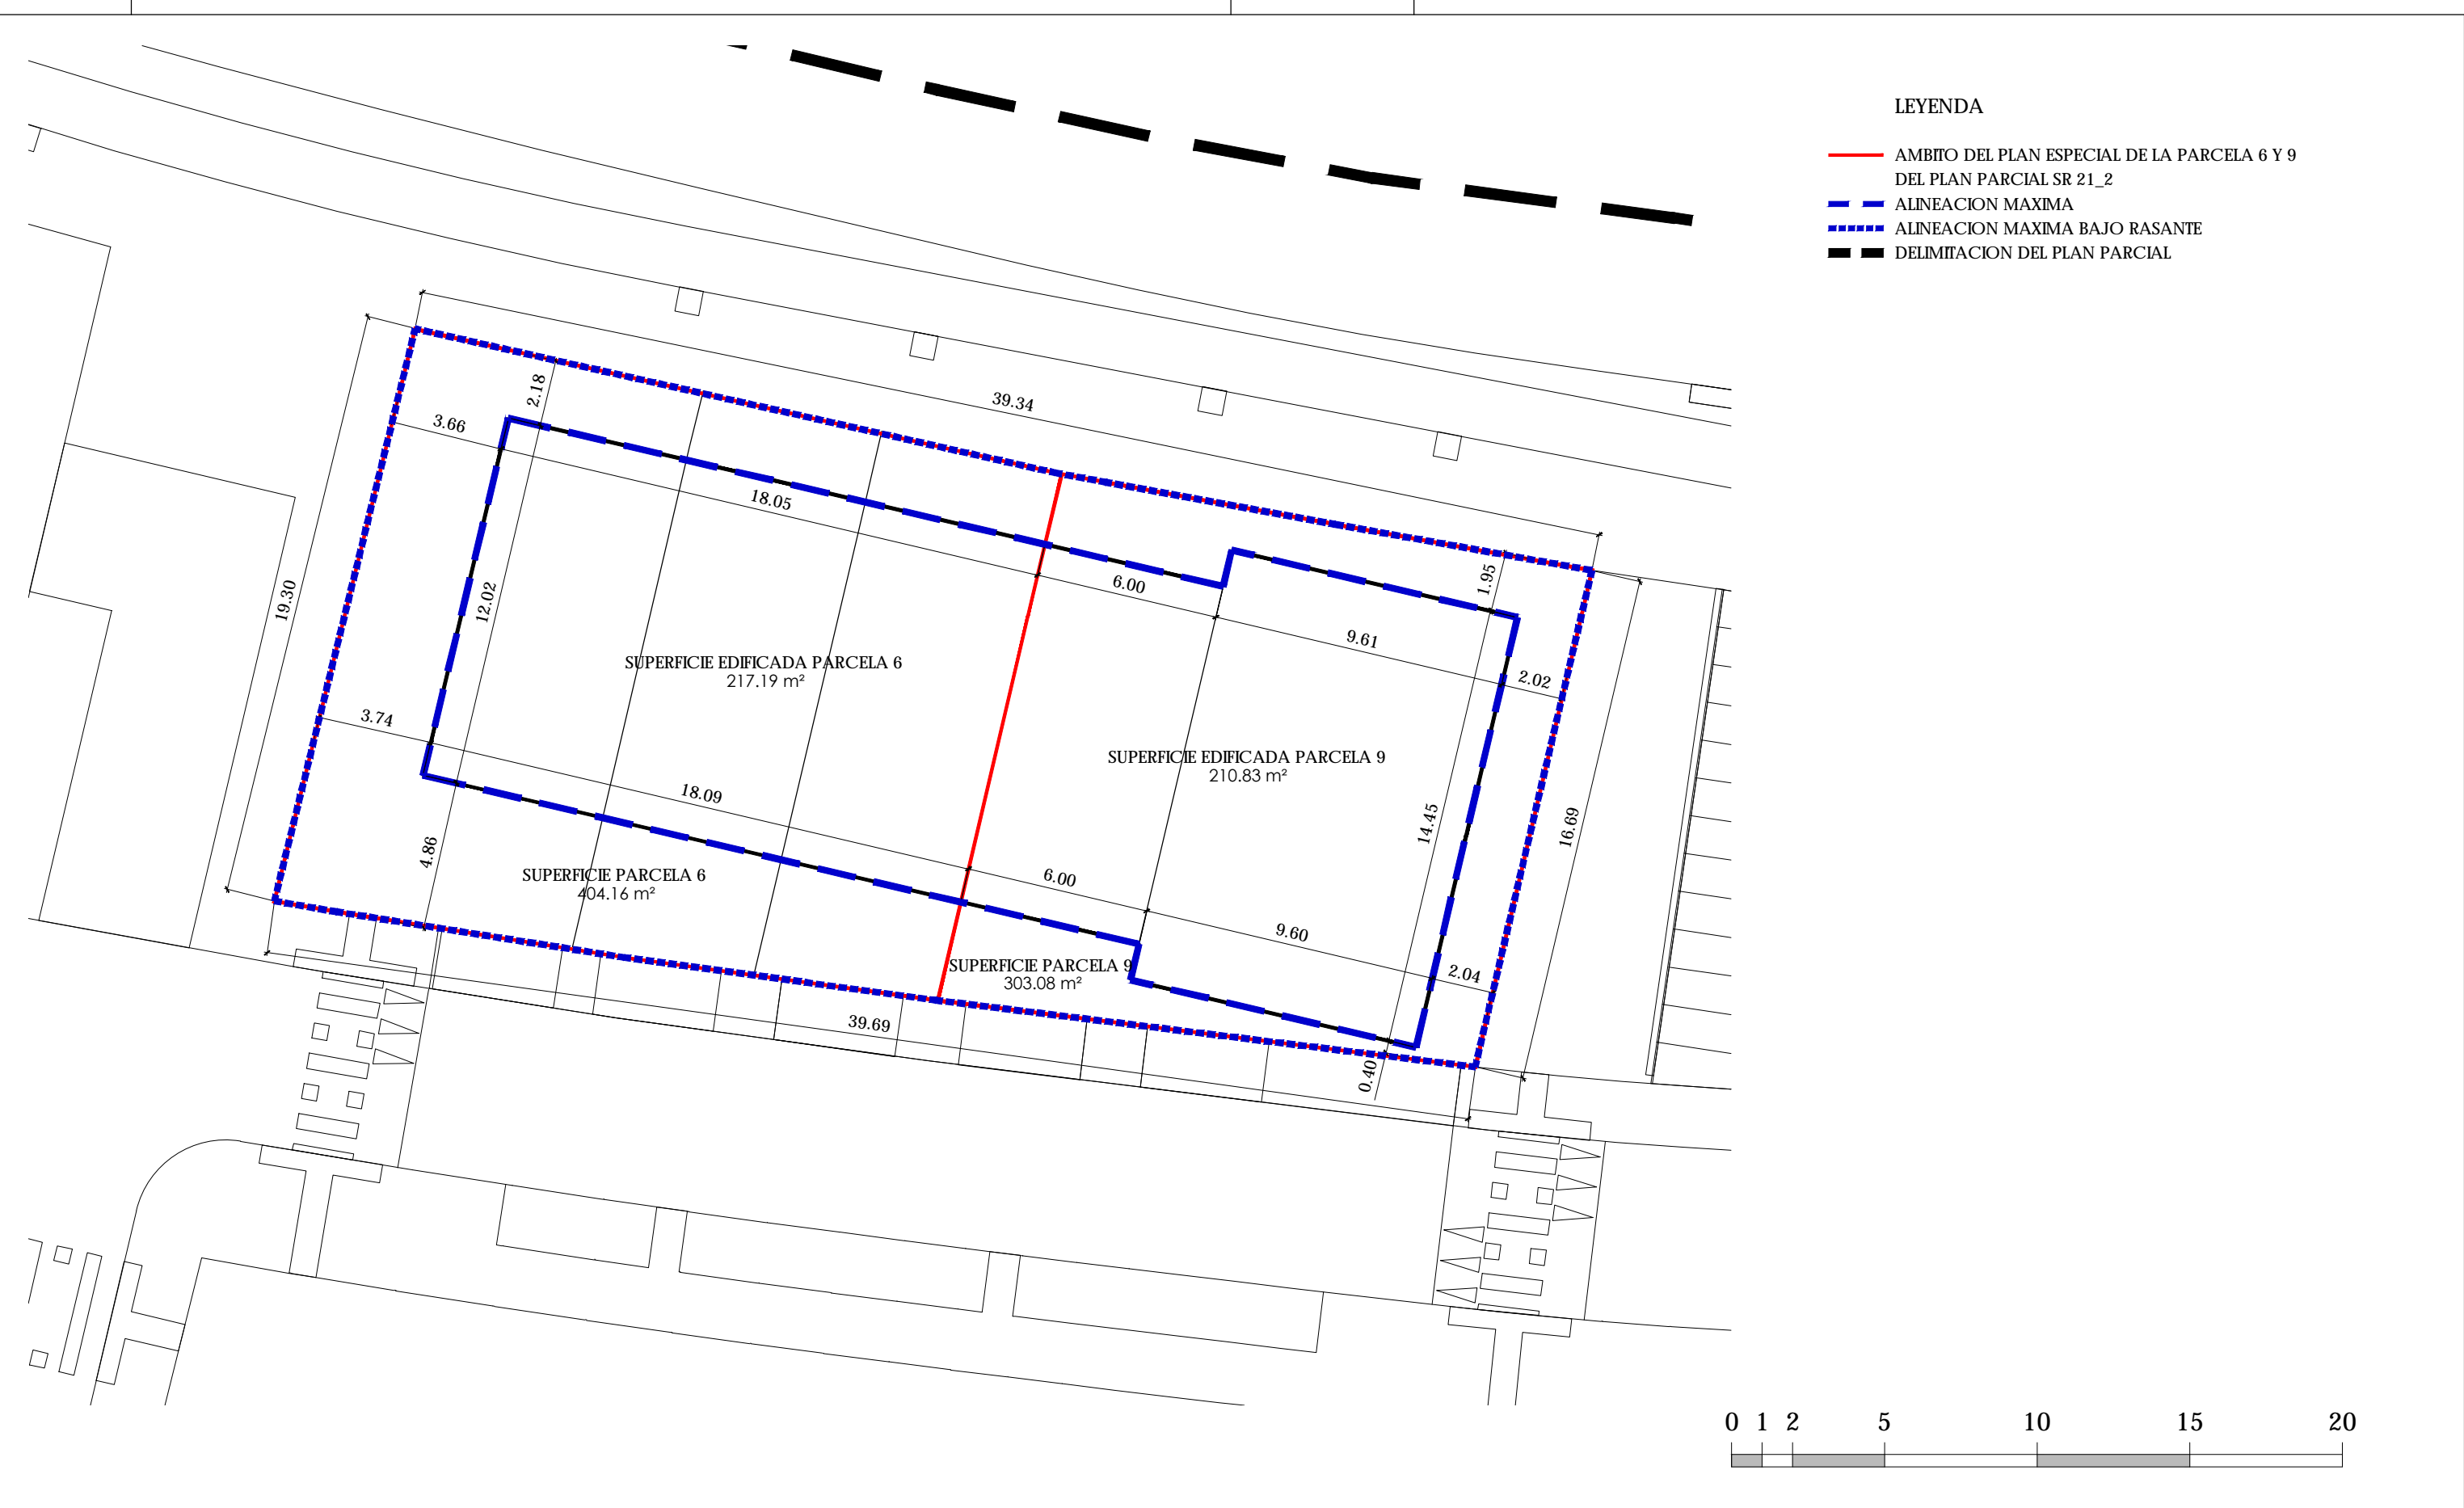 LEYENDA
AMBITO DEL PLAN ESPECIAL DE LA PARCELA 6 Y 9
DEL PLAN PARCIAL SR 21_2
ALINEACION MAXIMA
ALINEACION MAXIMA BAJO RASANTE
DELIMITACION DEL PLAN PARCIAL
2.18
39.34
3.66
18.05
1.95
6.00
19.30
12.02
9.61
2.02
SUPERFICIE EDIFICADA PARCELA 6
217.19 m²
3.74
SUPERFICIE EDIFICADA PARCELA 9
210.83 m²
18.09
14.45
16.69
4.86
SUPERFICIE PARCELA 6
404.16 m²
6.00
9.60
2.04
SUPERFICIE PARCELA 9
303.08 m²
39.69
0.40
0 1 2 5 10 15 20